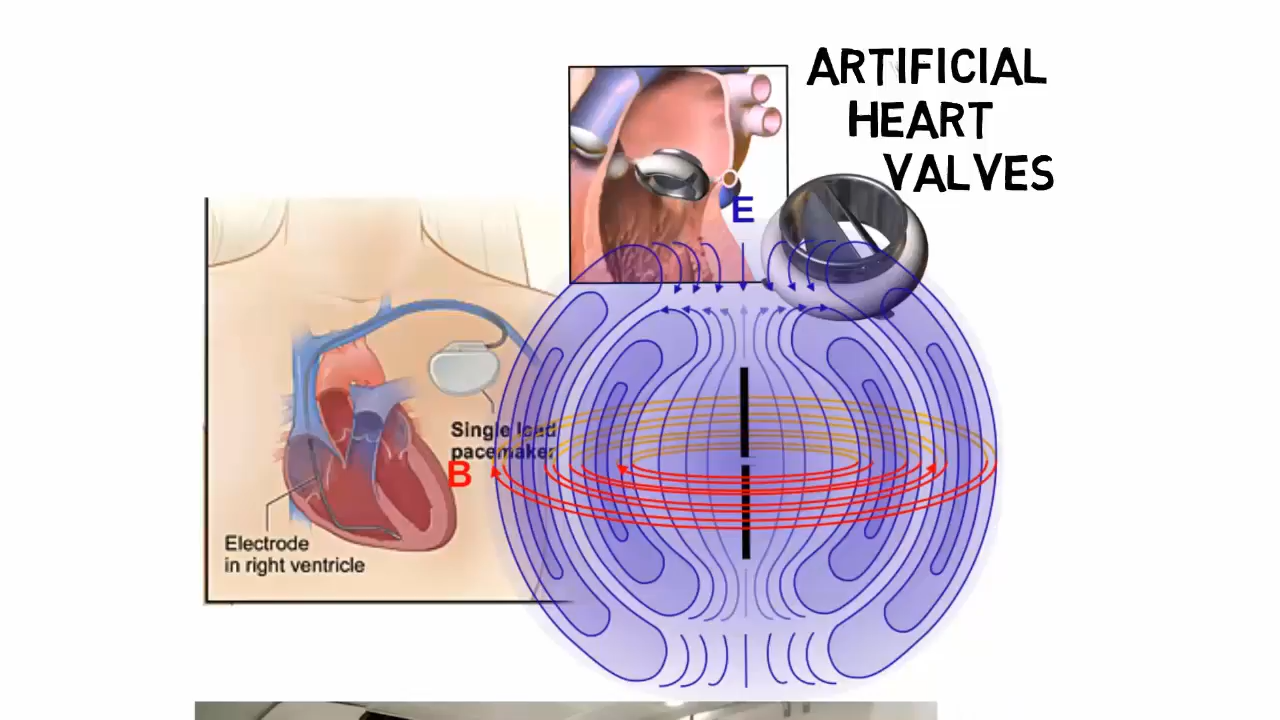 ARTIFICIAL
HEART
VALVES
E
Single lead
pacemaker
B
Electrode
in right ventricle